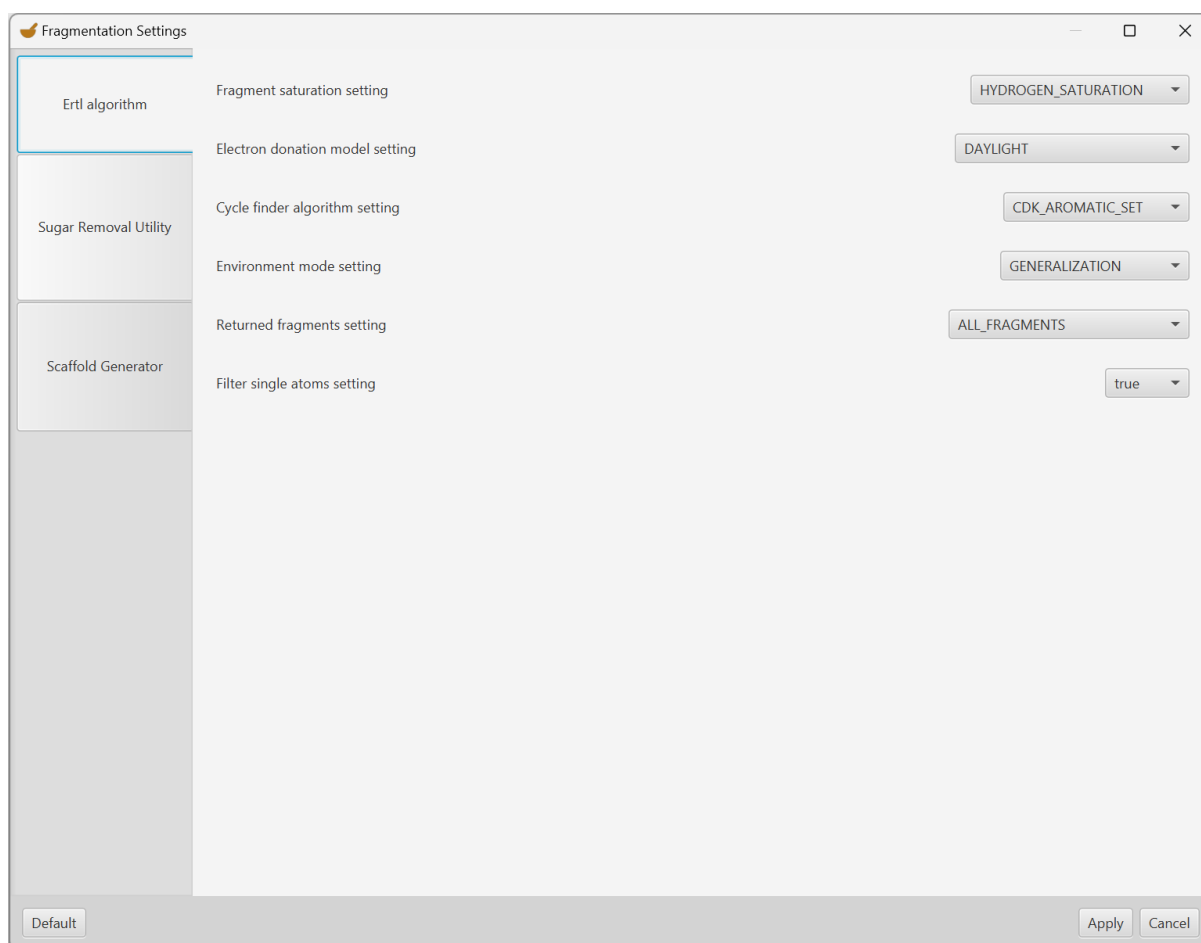 Fragmentation Settings
Ertl algorithm
Sugar Removal Utility
Scaffold Generator
Fragment saturation setting HYDROGEN_SATURATION
Electron donation model setting DAYLIGHT
Cycle finder algorithm setting CDK_AROMATIC_SET
Environment mode setting GENERALIZATION
Returned fragments setting ALL_FRAGMENTS
Filter single atoms setting true
Default Apply Cancel